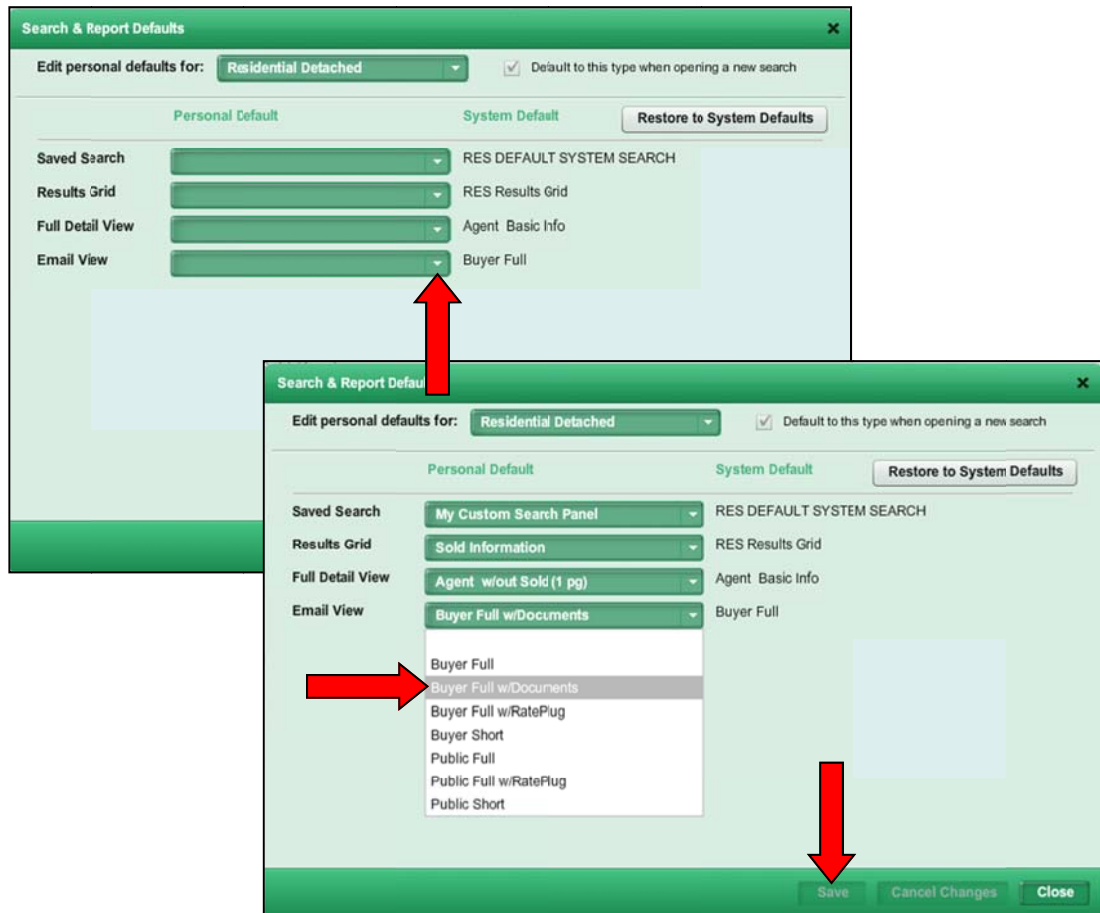 Search & Report Defaults
Edit personal defaults for: Residential Detached Default to this type when opening a new search
Personal Default System Default Restore to System Defaults
Saved Search RES DEFAULT SYSTEM SEARCH
Results Grid RES Results Grid
Full Detail View Agent Basic Info
Email View Buyer Full
Search & Report Defau
Edit personal defaults for: Residential Detached Default to this type when opening a new search
Personal Default System Default Restore to System Defaults
Saved Search My Custom Search Panel RES DEFAULT SYSTEM SEARCH
Results Grid Sold Information RES Results Grid
Full Detail View Agent w/out Sold (1 pg) Agent Basic Info
Email View Buyer Full w/Documents Buyer Full
Buyer Full
Buyer Full w/Documents
Buyer Full w/RatePlug
Buyer Short
Public Full
Public Full w/RatePlug
Public Short
Save Cancel Changes Close